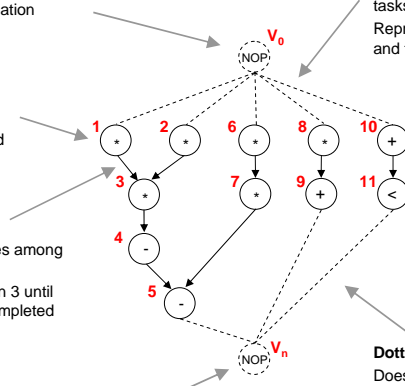 ation
tasks
Repr
and
V0
NOP
1
*
2
*
6
*
8
*
10
+
d
3
*
7
*
9
+
11
<
4
-
es among
n 3 until
mpleted
5
-
NOP
Vn
Dott
Does